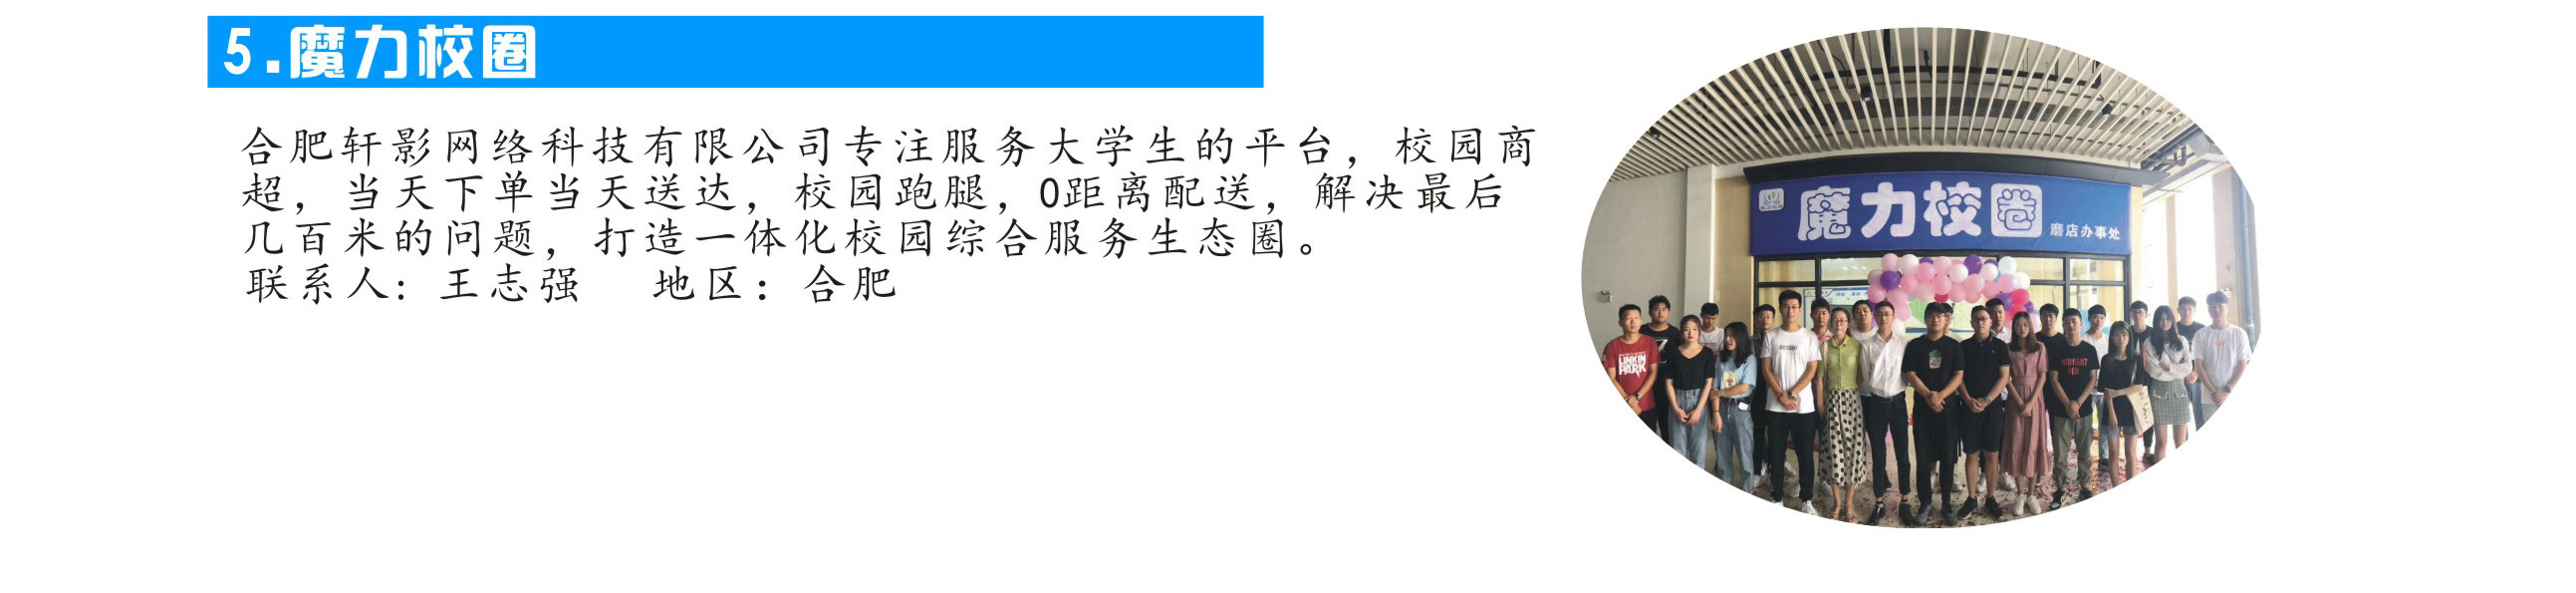 5.魔力校圈
合肥轩影网络科技有限公司专注服务大学生的平台，校园商
超，当天下单当天送达，校园跑腿，0距离配送，解决最后
几百米的问题，打造一体化校园综合服务生态圈。
联系人：王志强 地区：合肥
魔力校圈 磨店办事处
LINKIN
PARK